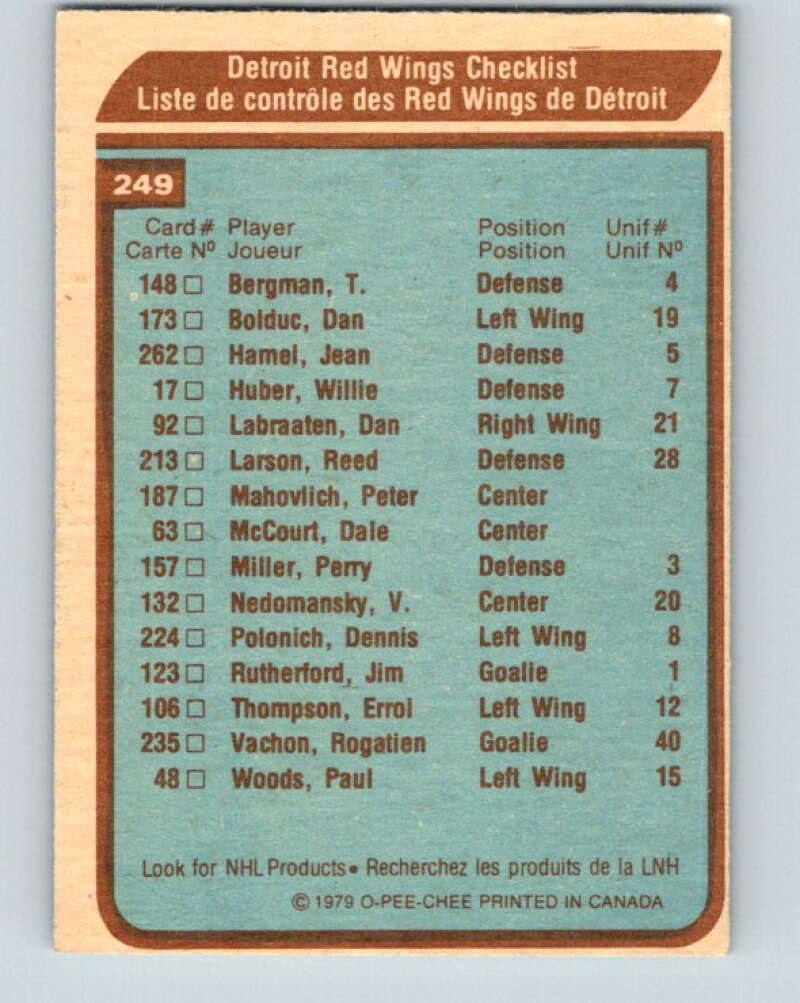 Detroit Red Wings Checklist
Liste de contrôle des Red Wings de Détroit
249
Card # Player Position Unif #
Carte Nº Joueur Position Unif Nº
148 □ Bergman, T. Defense 4
173 □ Bolduc, Dan Left Wing 19
262 □ Hamel, Jean Defense 5
17 □ Huber, Willie Defense 7
92 □ Labraaten, Dan Right Wing 21
213 □ Larson, Reed Defense 28
187 □ Mahovlich, Peter Center
63 □ McCourt, Dale Center
157 □ Miller, Perry Defense 3
132 □ Nedomansky, V. Center 20
224 □ Polonich, Dennis Left Wing 8
123 □ Rutherford, Jim Goalie 1
106 □ Thompson, Errol Left Wing 12
235 □ Vachon, Rogatien Goalie 40
48 □ Woods, Paul Left Wing 15
Look for NHL Products • Recherchez les produits de la LNH
© 1979 O-PEE-CHEE PRINTED IN CANADA